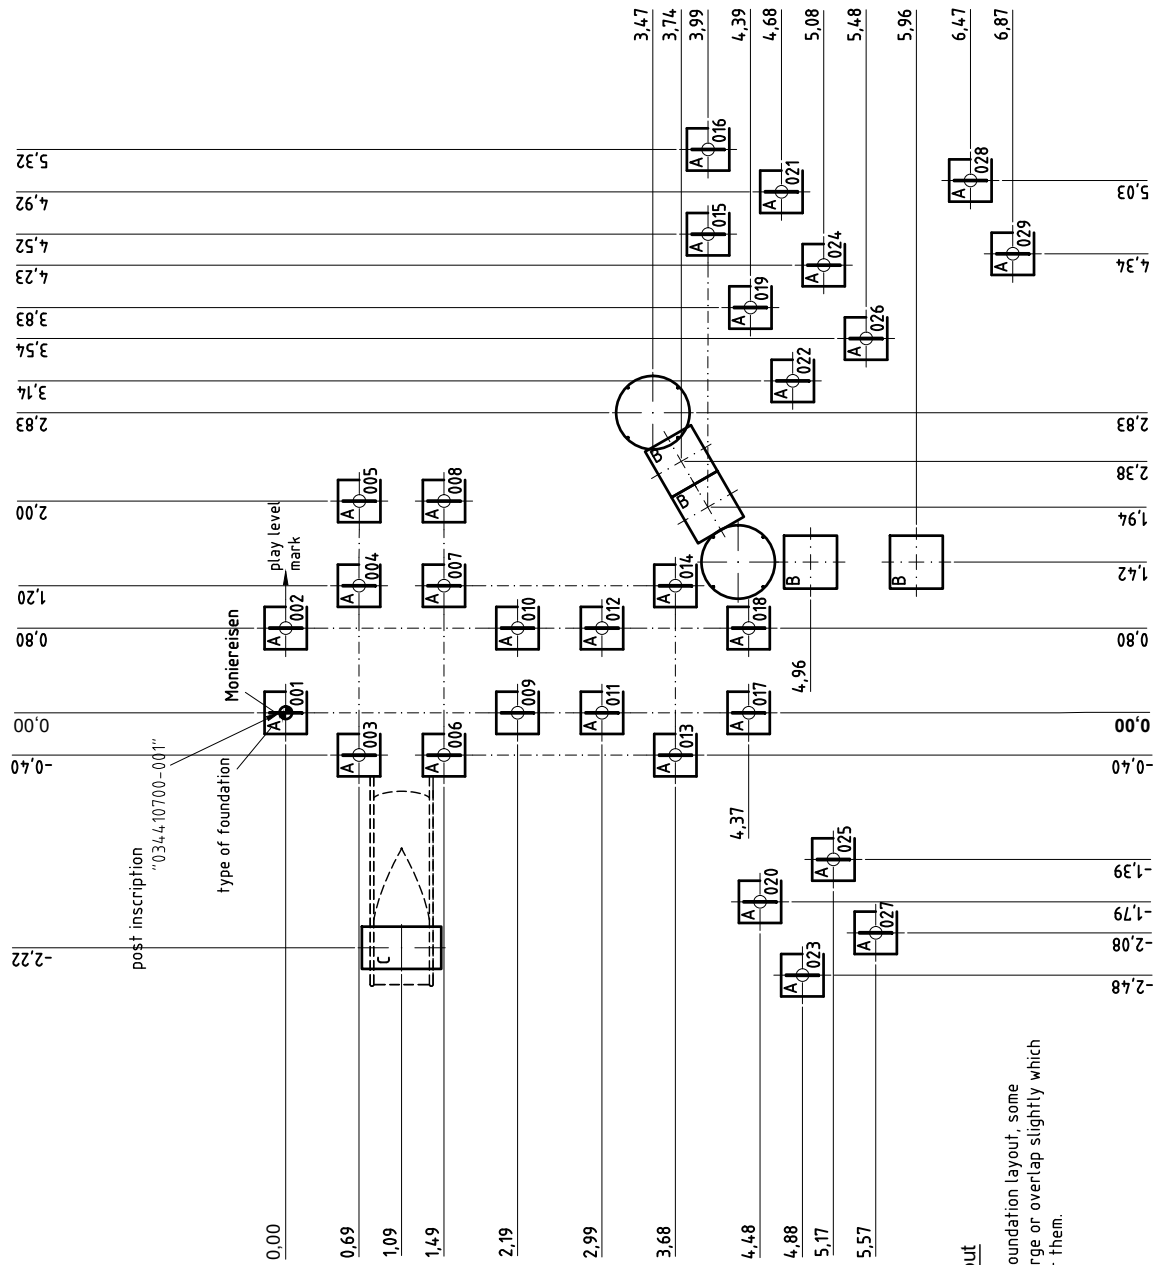 3,47
3,74
3,99
4,39
4,68
5,08
5,48
5,96
6,47
6,87
5,32
4,92
4,52
4,23
3,83
3,54
3,14
2,83
2,00
1,20
0,80
0,00
-0,40
-2,22
5,03
4,34
2,83
2,38
1,94
1,42
0,80
0,00
-0,40
-1,39
-1,79
-2,08
-2,48
A 016
A 021
A 028
A 015
A 024
A 029
A 019
A 026
A 022
B
B
B
B
A 005
A 008
play level
mark
A 004
A 007
A 014
A 002
A 010
A 012
A 018
Moniereisen
4,96
A 001
A 009
A 011
A 017
A 003
A 006
A 013
"034410700-001"
post inscription
type of foundation
4,37
A 025
A 020
A 027
A 023
C
0,00
0,69
1,09
1,49
2,19
2,99
3,68
4,48
4,88
5,17
5,57
out
oundation layout, some
rge or overlap slightly which
them.